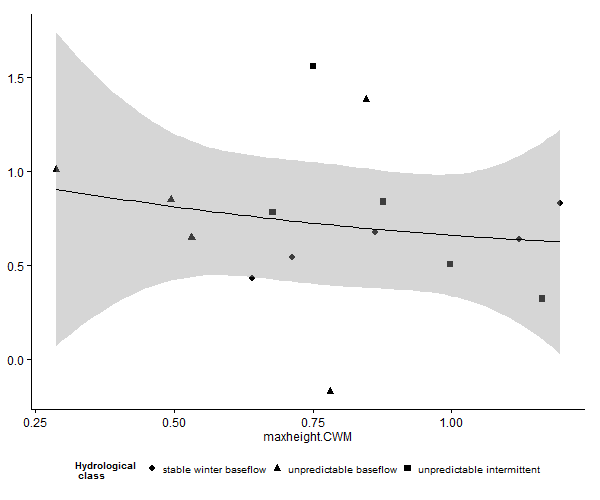 1.5
1.0
0.5
0.0
0.25 0.50 0.75 1.00
maxheight.CWM
Hydrological class stable winter baseflow unpredictable baseflow unpredictable intermittent